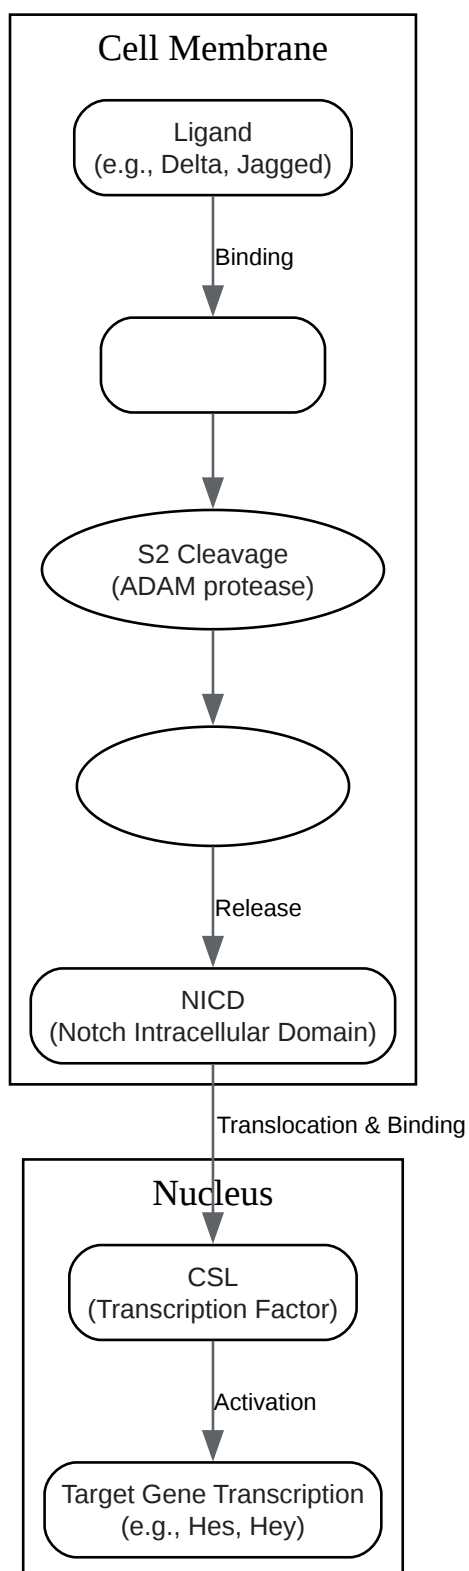 Cell Membrane
Ligand
(e.g., Delta, Jagged)
Binding
S2 Cleavage
(ADAM protease)
Release
NICD
(Notch Intracellular Domain)
Translocation & Binding
Nucleus
CSL
(Transcription Factor)
Activation
Target Gene Transcription
(e.g., Hes, Hey)